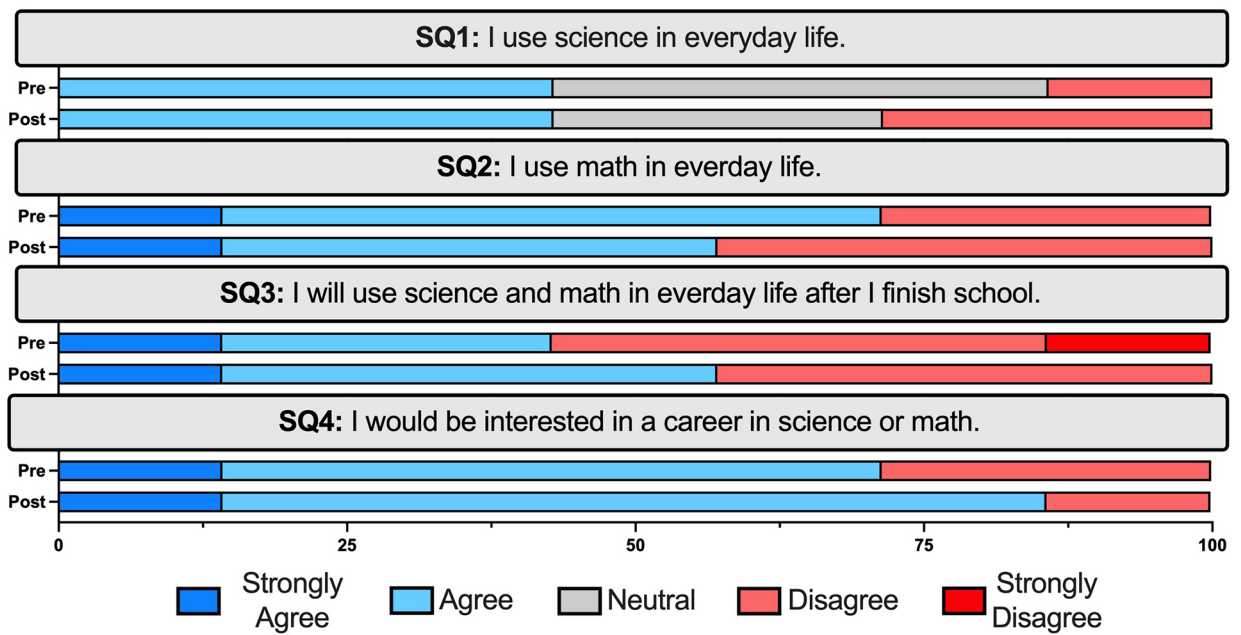 SQ1: I use science in everyday life.
Pre
Post
SQ2: I use math in everday life.
Pre
Post
SQ3: I will use science and math in everday life after I finish school.
Pre
Post
SQ4: I would be interested in a career in science or math.
Pre
Post
0 25 50 75 100
Strongly Agree Agree Neutral Disagree Strongly Disagree